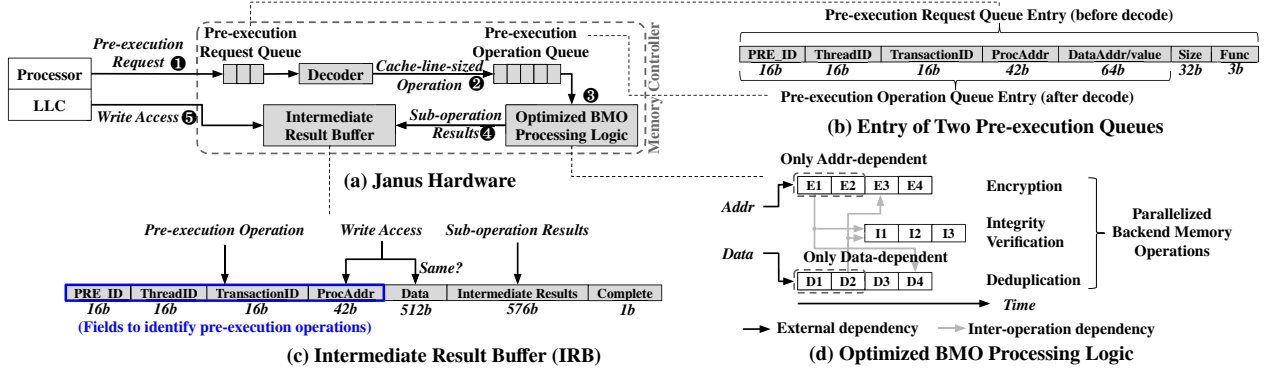 Pre-execution
Request ❶
Processor
LLC
Write Access ❺
Pre-execution
Request Queue
Decoder
Cache-line-sized
Operation ❷
Pre-execution
Operation Queue
❸
Intermediate
Result Buffer
Sub-operation
Results ❹
Optimized BMO
Processing Logic
Memory Controller
(a) Janus Hardware
Pre-execution Request Queue Entry (before decode)
PRE_ID ThreadID TransactionID ProcAddr DataAddr/value Size Func
16b 16b 16b 42b 64b 32b 3b
Pre-execution Operation Queue Entry (after decode)
(b) Entry of Two Pre-execution Queues
Pre-execution Operation
Write Access
Sub-operation Results
Same?
PRE_ID ThreadID TransactionID ProcAddr Data Intermediate Results Complete
16b 16b 16b 42b 512b 576b 1b
(Fields to identify pre-execution operations)
(c) Intermediate Result Buffer (IRB)
Only Addr-dependent
Addr
E1 E2 E3 E4
Encryption
I1 I2 I3
Integrity
Verification
Data
Only Data-dependent
D1 D2 D3 D4
Deduplication
Parallelized
Backend Memory
Operations
Time
External dependency
Inter-operation dependency
(d) Optimized BMO Processing Logic